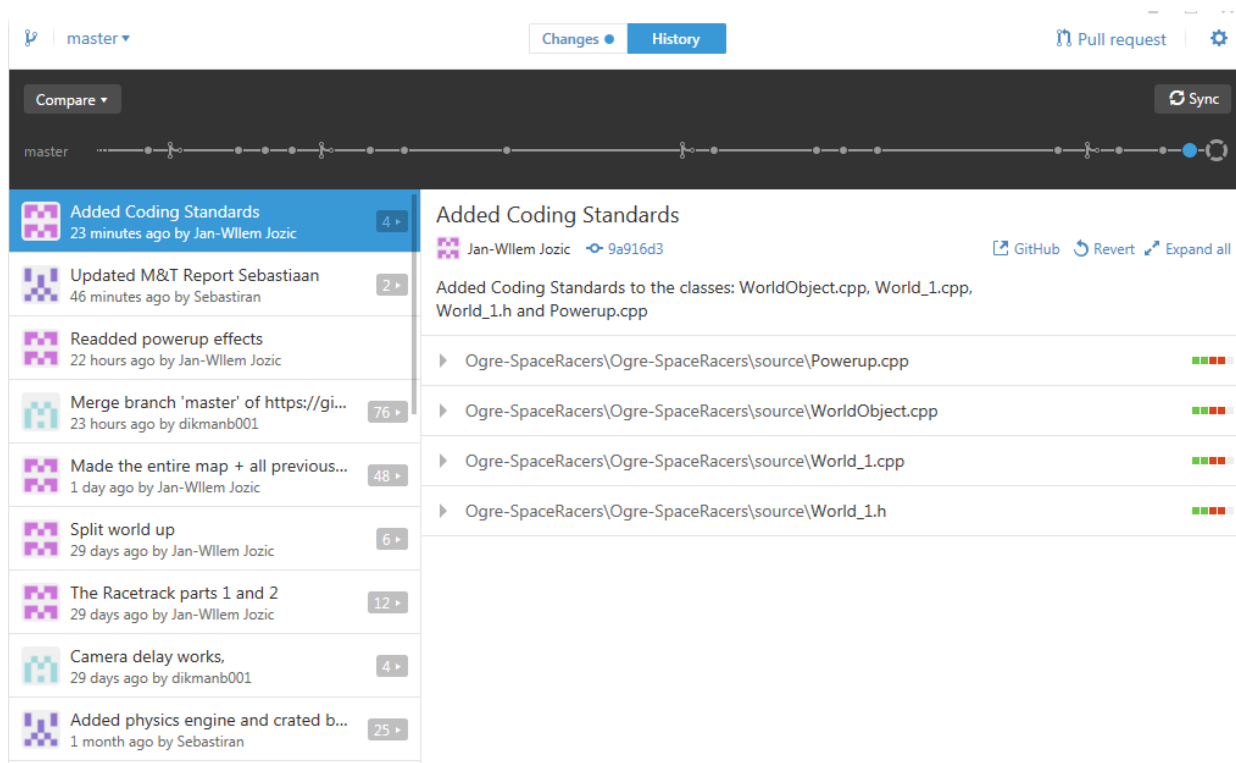 master
Changes
History
Pull request
Compare
Sync
master
Added Coding Standards
23 minutes ago by Jan-Wllem Jozic
4
Updated M&T Report Sebastiaan
46 minutes ago by Sebastiran
2
Readded powerup effects
22 hours ago by Jan-Wllem Jozic
Merge branch 'master' of https://gi...
23 hours ago by dikmanb001
76
Made the entire map + all previous...
1 day ago by Jan-Wllem Jozic
48
Split world up
29 days ago by Jan-Wllem Jozic
6
The Racetrack parts 1 and 2
29 days ago by Jan-Wllem Jozic
12
Camera delay works,
29 days ago by dikmanb001
4
Added physics engine and crated b...
1 month ago by Sebastiran
25
Added Coding Standards
Jan-Wllem Jozic 9a916d3
GitHub Revert Expand all
Added Coding Standards to the classes: WorldObject.cpp, World_1.cpp,
World_1.h and Powerup.cpp
Ogre-SpaceRacers\Ogre-SpaceRacers\source\Powerup.cpp
Ogre-SpaceRacers\Ogre-SpaceRacers\source\WorldObject.cpp
Ogre-SpaceRacers\Ogre-SpaceRacers\source\World_1.cpp
Ogre-SpaceRacers\Ogre-SpaceRacers\source\World_1.h